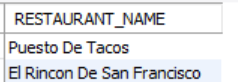 RESTAURANT_NAME
Puesto De Tacos
El Rincon De San Francisco